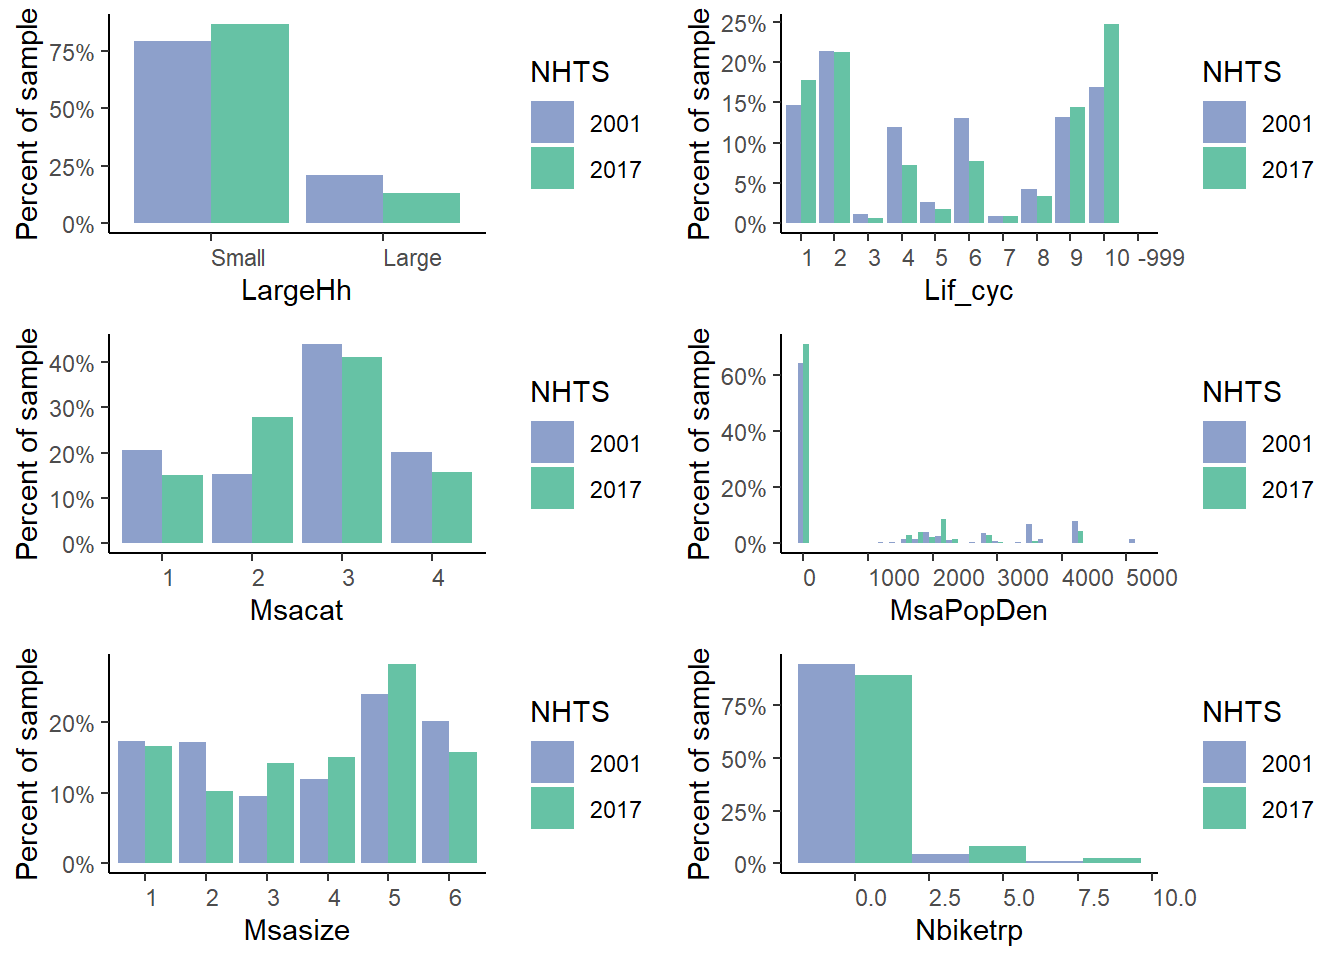 Percent of sample
75%
50%
25%
0%
Small Large
LargeHh
NHTS
2001
2017
Percent of sample
25%
20%
15%
10%
5%
0%
1 2 3 4 5 6 7 8 9 10 -999
Lif_cyc
NHTS
2001
2017
Percent of sample
40%
30%
20%
10%
0%
1 2 3 4
Msacat
NHTS
2001
2017
Percent of sample
60%
40%
20%
0%
0 1000 2000 3000 4000 5000
MsaPopDen
NHTS
2001
2017
Percent of sample
20%
10%
0%
1 2 3 4 5 6
Msasize
NHTS
2001
2017
Percent of sample
75%
50%
25%
0%
0.0 2.5 5.0 7.5 10.0
Nbiketrp
NHTS
2001
2017